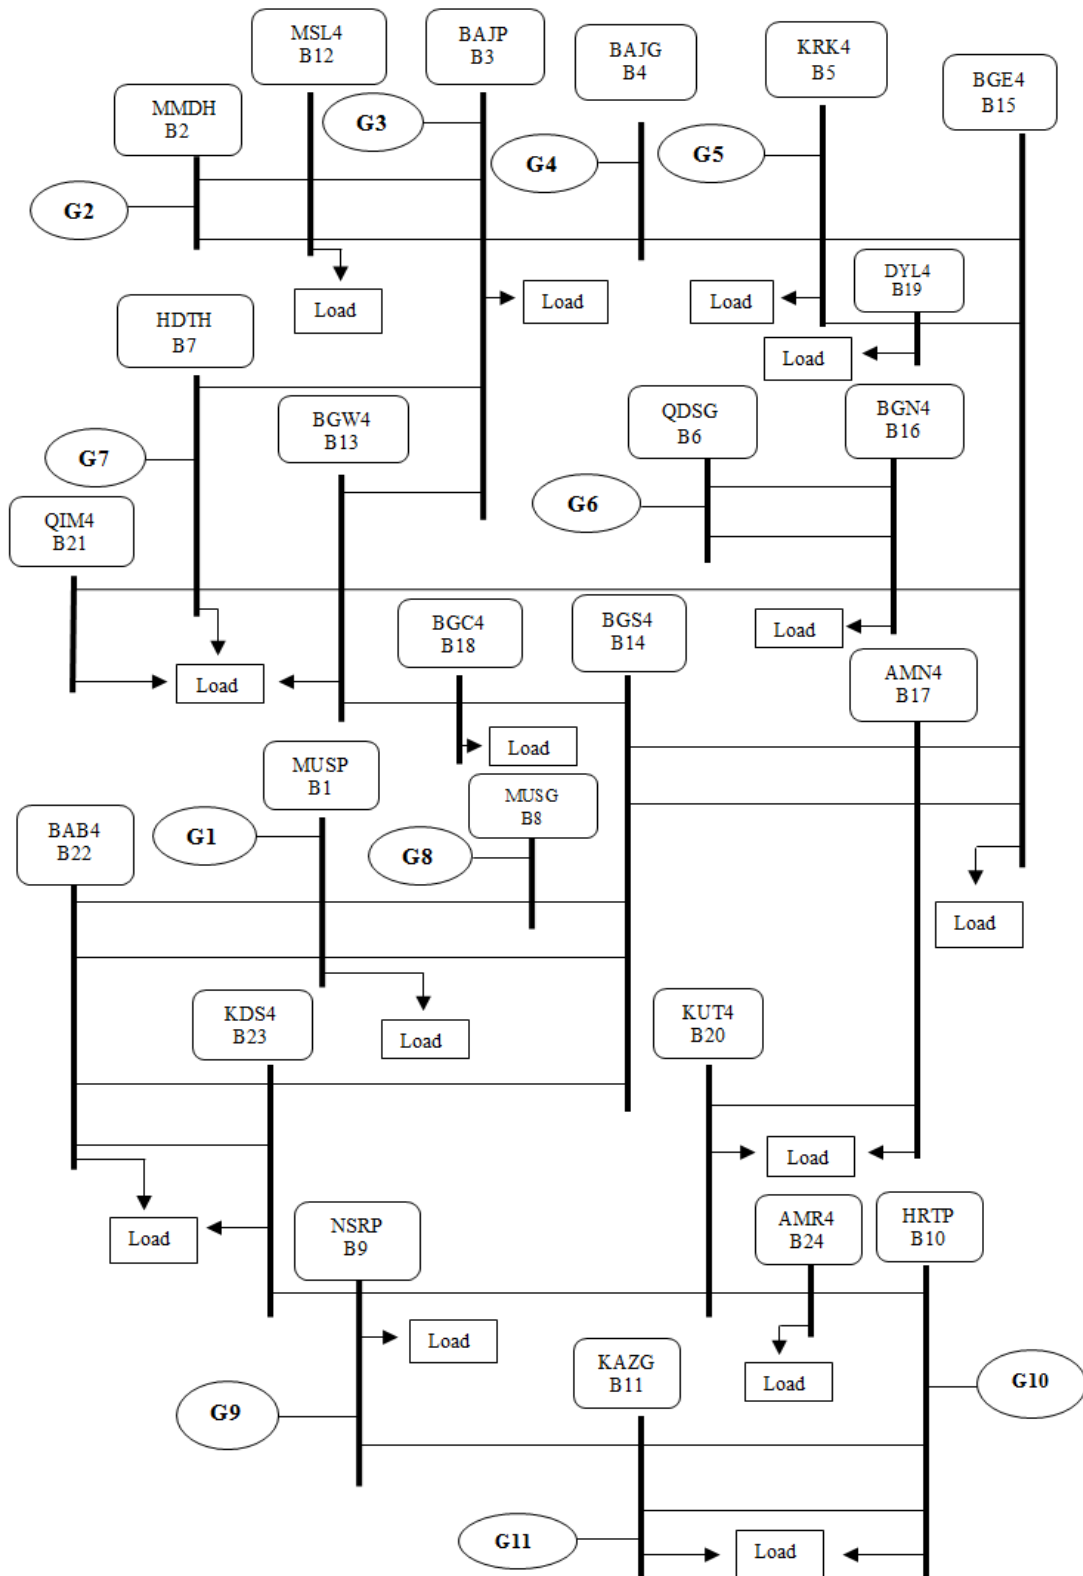 MSL4
B12
BAJP
B3
BAJG
B4
KRK4
B5
BGE4
B15
MMDH
B2
G3
G4
G5
G2
DYL4
B19
Load
Load
Load
HDTH
B7
Load
BGW4
B13
QDSG
B6
BGN4
B16
G7
G6
QIM4
B21
BGC4
B18
BGS4
B14
Load
Load
AMN4
B17
Load
MUSP
B1
MUSG
B8
BAB4
B22
G1
G8
Load
KDS4
B23
Load
KUT4
B20
Load
Load
NSRP
B9
AMR4
B24
HRTP
B10
Load
KAZG
B11
Load
G10
G9
G11
Load